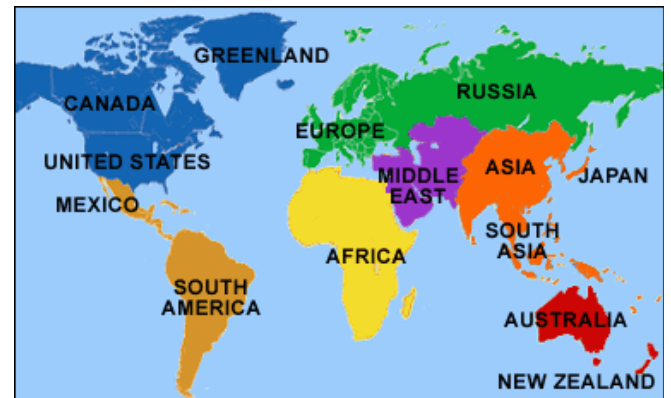 GREENLAND
CANADA
RUSSIA
EUROPE
UNITED STATES
MIDDLE
EAST
ASIA
JAPAN
MEXICO
SOUTH
ASIA
AFRICA
SOUTH
AMERICA
AUSTRALIA
NEW ZEALAND